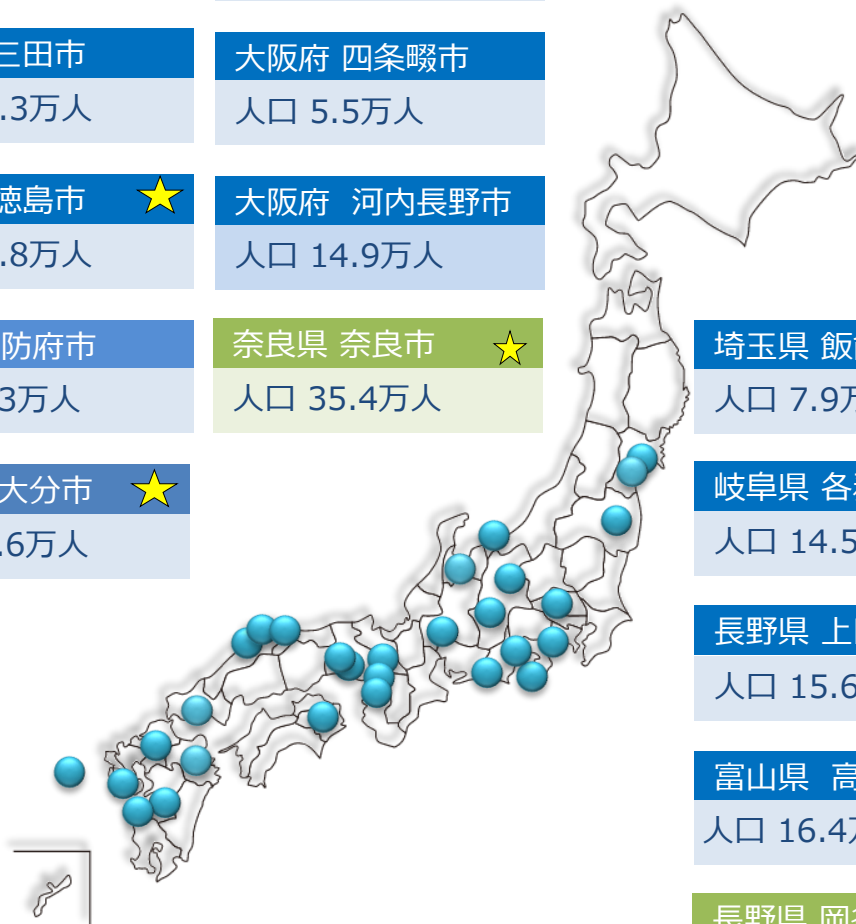 三田市
.3万人
徳島市
.8万人
防府市
3万人
大分市
.6万人
大阪府 四条畷市
人口 5.5万人
大阪府 河内長野市
人口 14.9万人
奈良県 奈良市
人口 35.4万人
埼玉県 飯
人口 7.9万
岐阜県 各
人口 14.5
長野県 上
人口 15.6
富山県 高
人口 16.4万
長野県 岡